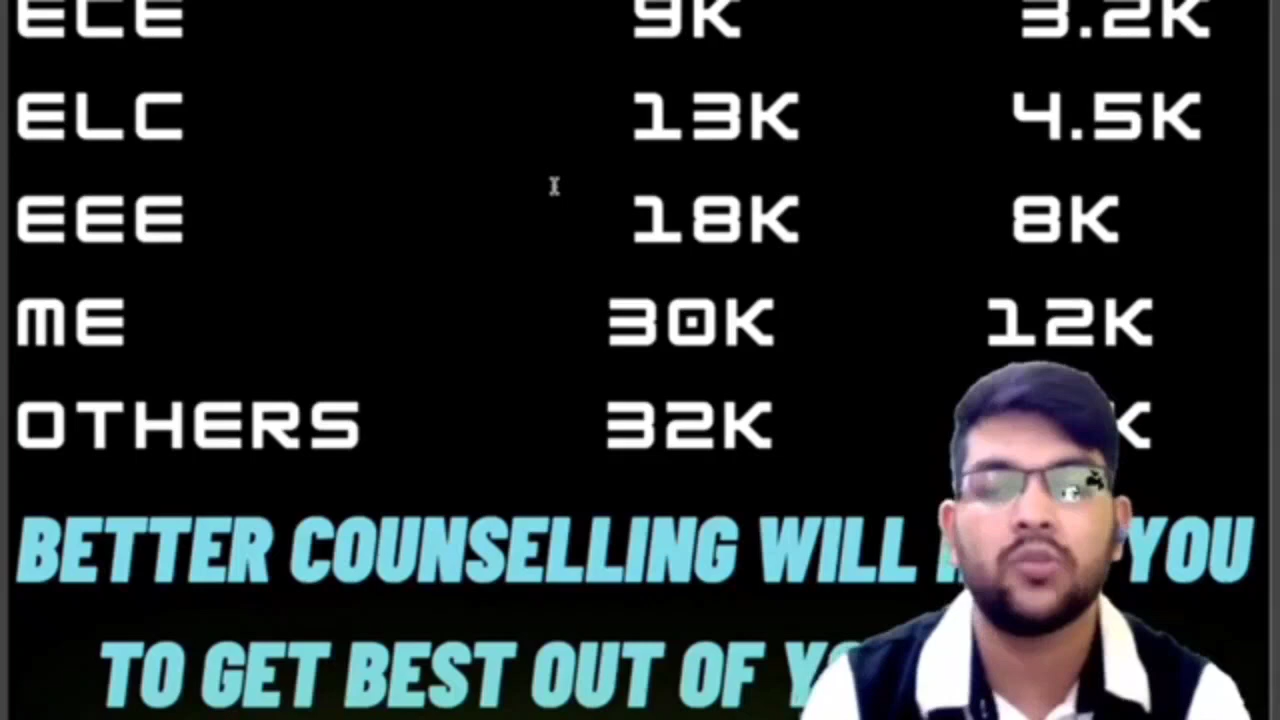 ECE 9K 3.2K
ELC 13K 4.5K
EEE 18K 8K
ME 30K 12K
OTHERS 32K K
BETTER COUNSELLING WILL YOU
TO GET BEST OUT OF